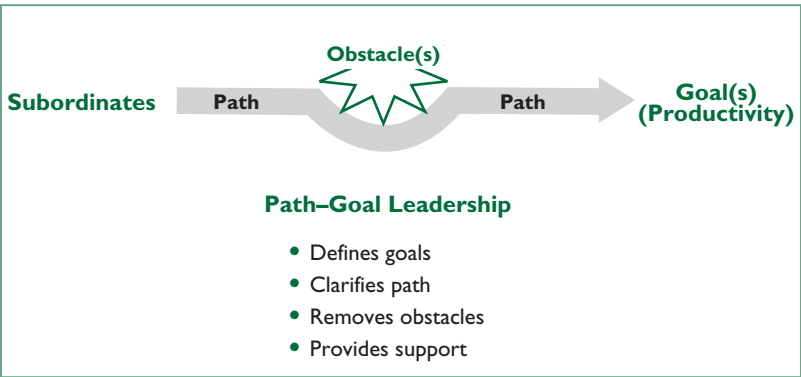 Obstacle(s)
Subordinates
Path
Path
Goal(s)
(Productivity)
Path–Goal Leadership
• Defines goals
• Clarifies path
• Removes obstacles
• Provides support